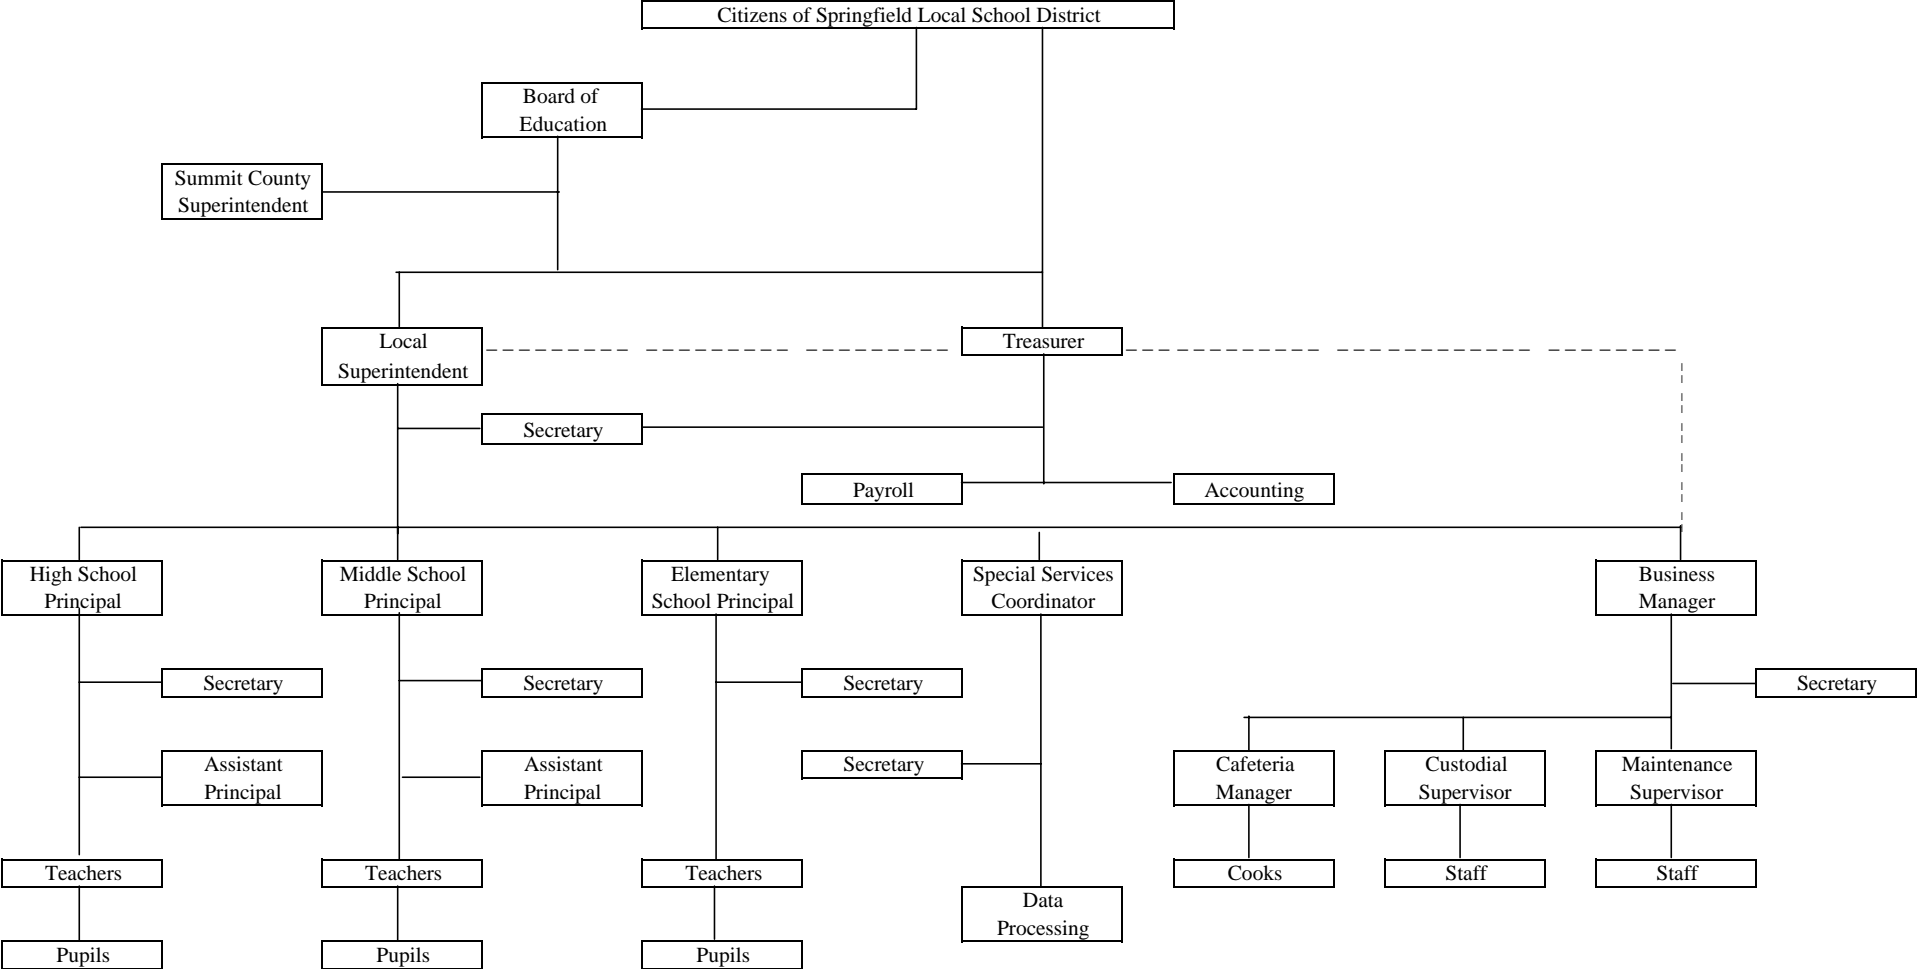 Citizens of Springfield Local School District
Board of
Education
Summit County
Superintendent
Local
Superintendent
Treasurer
Secretary
Payroll
Accounting
High School
Principal
Middle School
Principal
Elementary
School Principal
Special Services
Coordinator
Business
Manager
Secretary
Secretary
Secretary
Secretary
Assistant
Principal
Assistant
Principal
Secretary
Cafeteria
Manager
Custodial
Supervisor
Maintenance
Supervisor
Teachers
Teachers
Teachers
Cooks
Staff
Staff
Data
Processing
Pupils
Pupils
Pupils